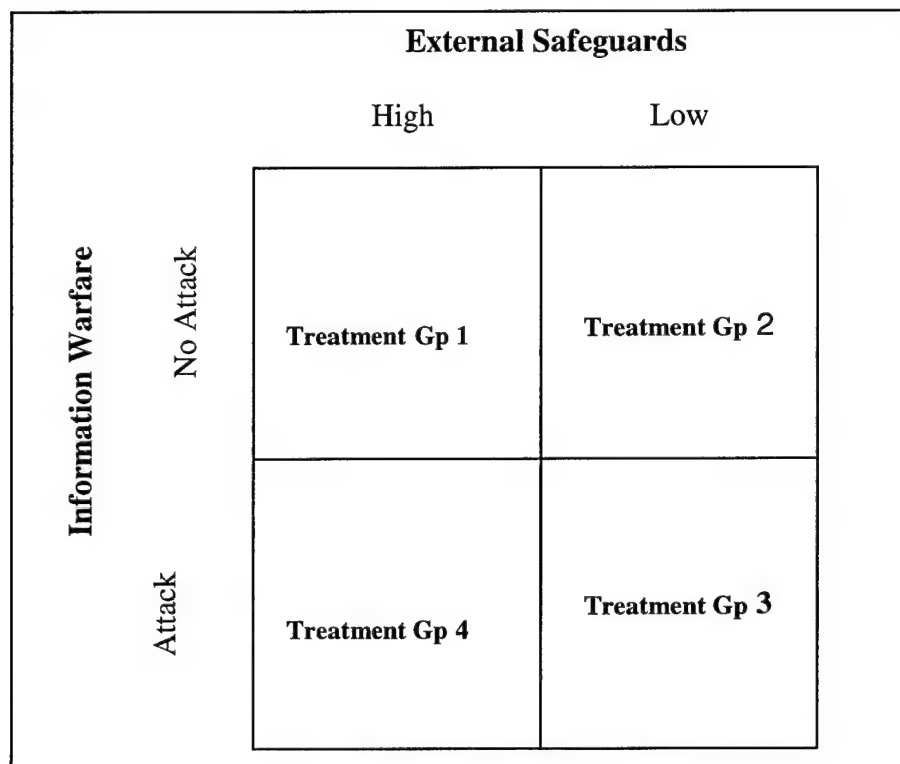 External Safeguards
High Low
Information Warfare
No Attack
Treatment Gp 1 Treatment Gp 2
Attack
Treatment Gp 4 Treatment Gp 3